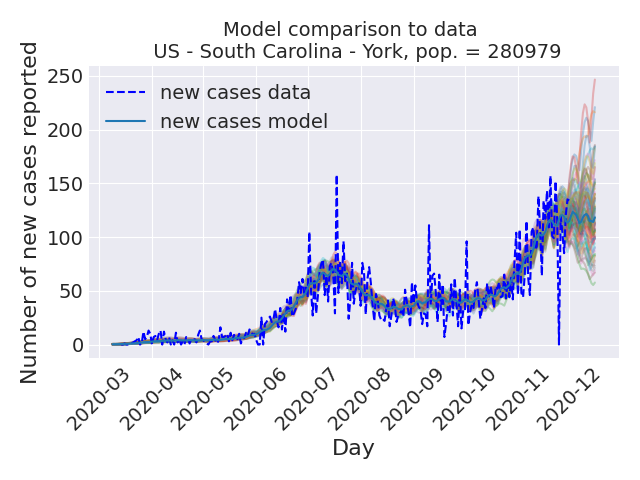 Model comparison to data
US - South Carolina - York, pop. = 280979
Number of new cases reported
250
200
150
100
50
0
new cases data
new cases model
2020-03
2020-04
2020-05
2020-06
2020-07
2020-08
2020-09
2020-10
2020-11
2020-12
Day